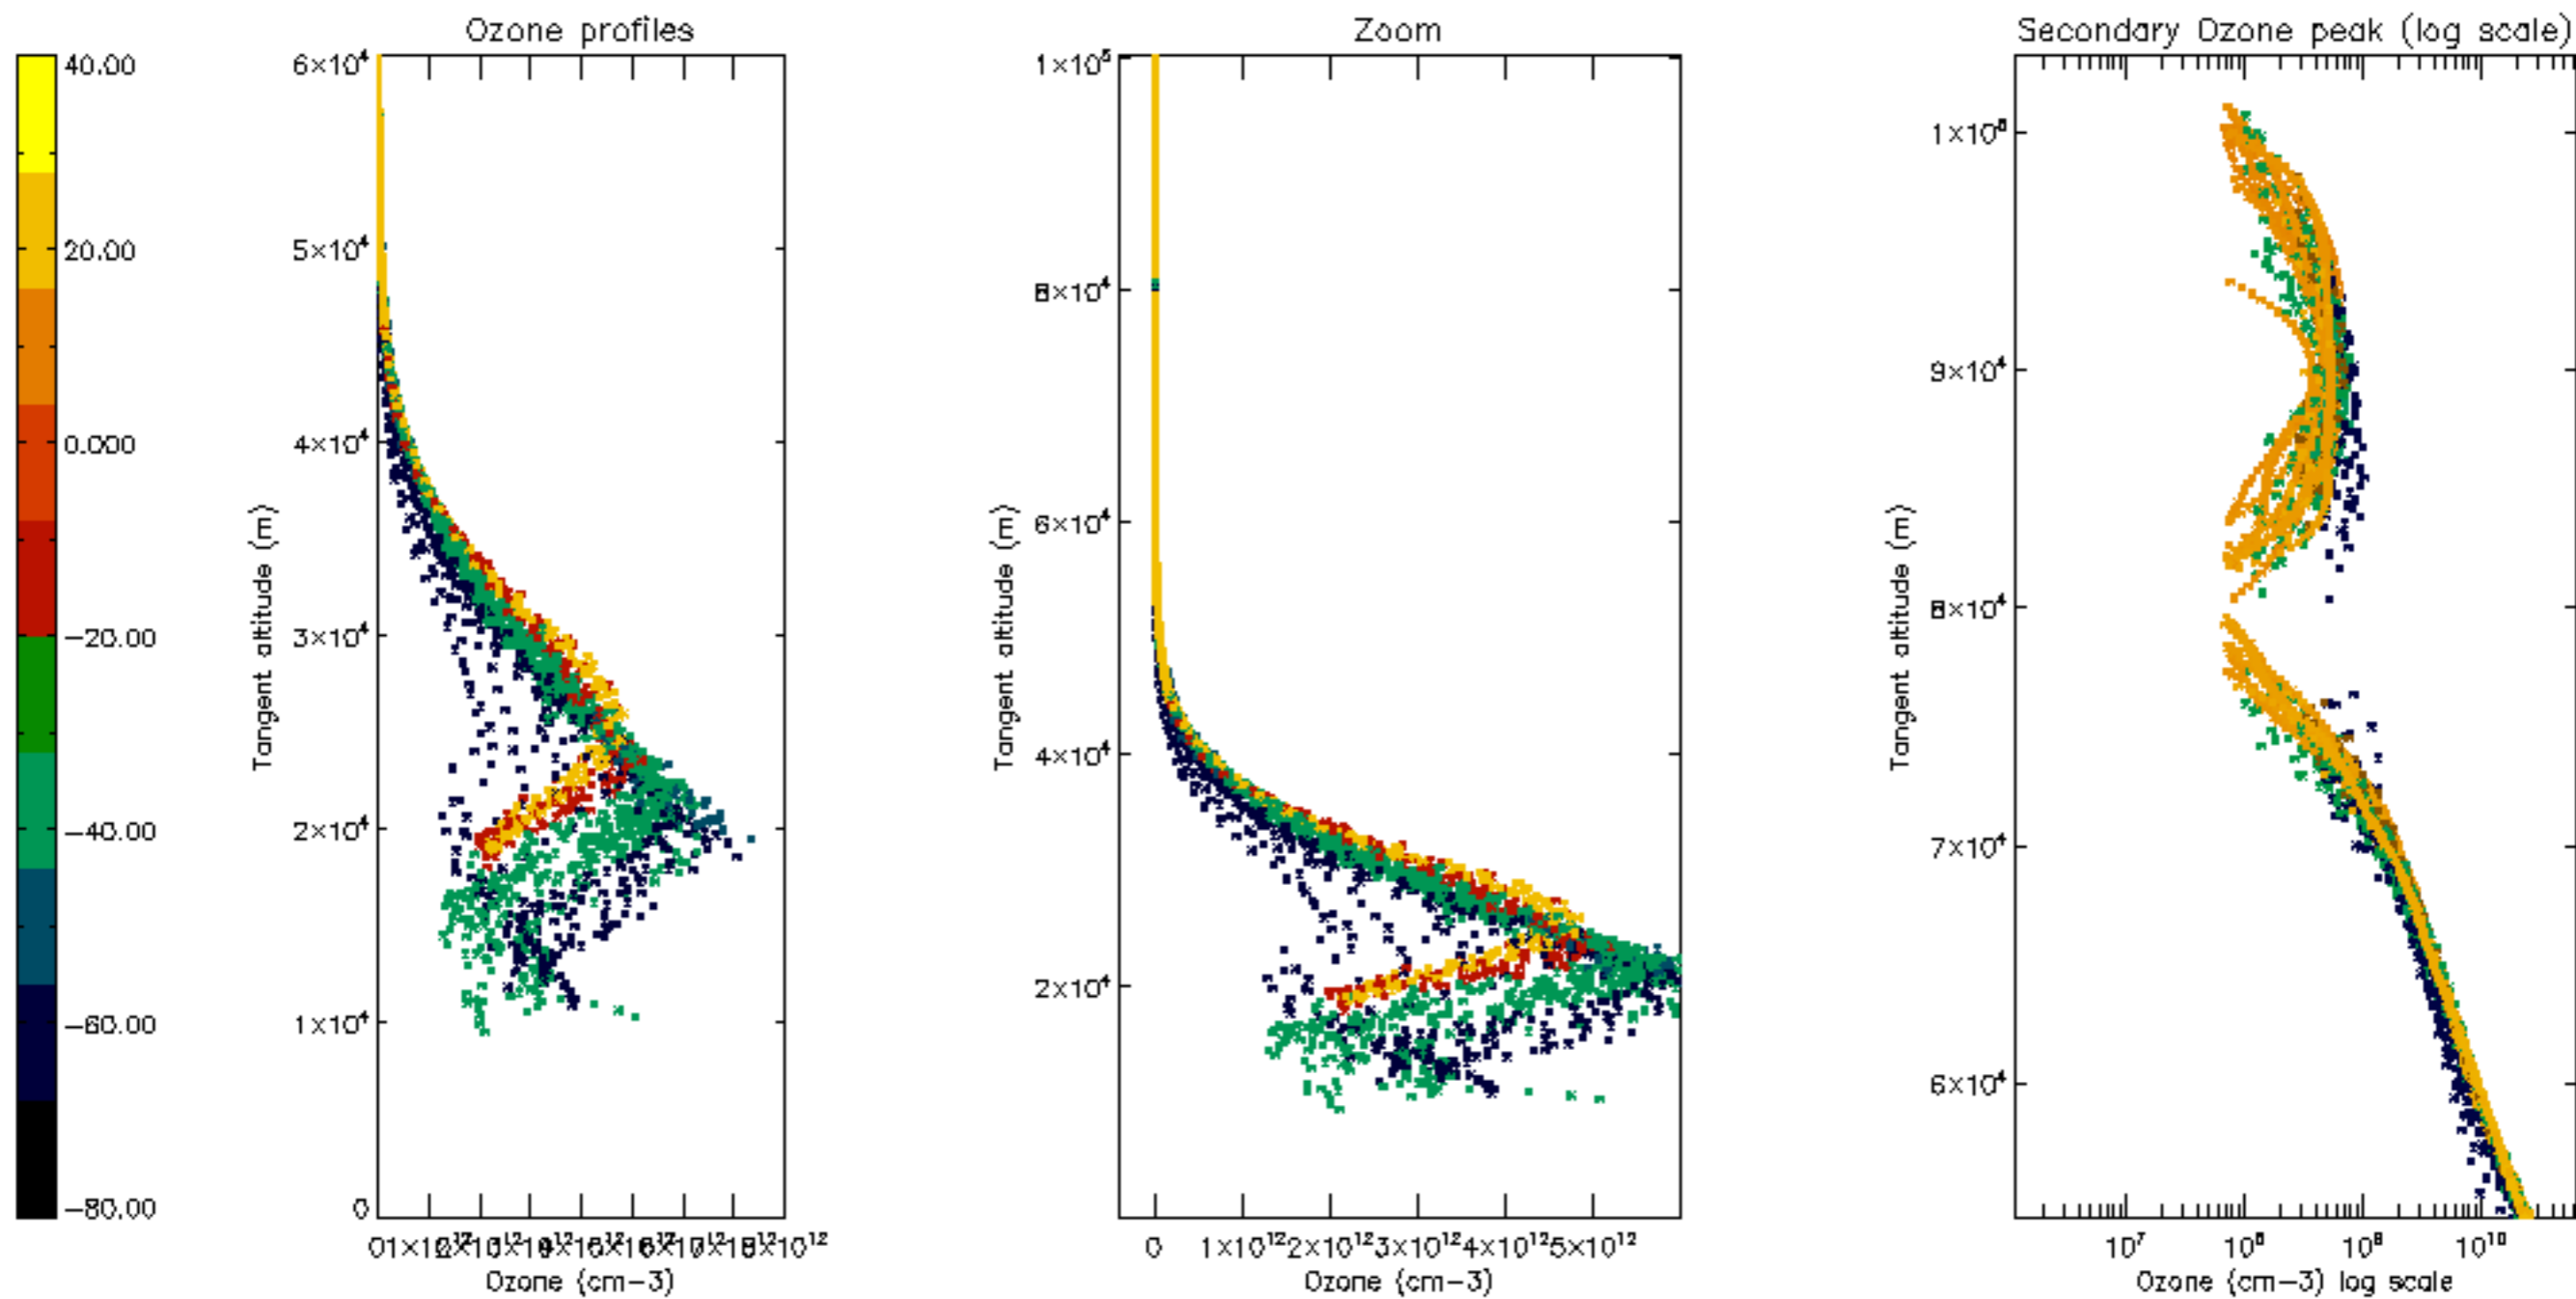 Ozone profiles
Zoom
Secondary Ozone peak (log scale)
40.00
20.00
0.000
−20.00
−40.00
−60.00
−80.00
6×10⁴
5×10⁴
4×10⁴
3×10⁴
2×10⁴
1×10⁴
0
Tangent altitude (m)
Ozone (cm−3)
1×10⁵
8×10⁴
6×10⁴
4×10⁴
2×10⁴
Tangent altitude (m)
0 1×10¹² 2×10¹² 3×10¹² 4×10¹² 5×10¹²
Ozone (cm−3)
9×10⁴
8×10⁴
7×10⁴
6×10⁴
Tangent altitude (m)
10⁷ 10⁸ 10⁹ 10¹⁰
Ozone (cm−3) log scale